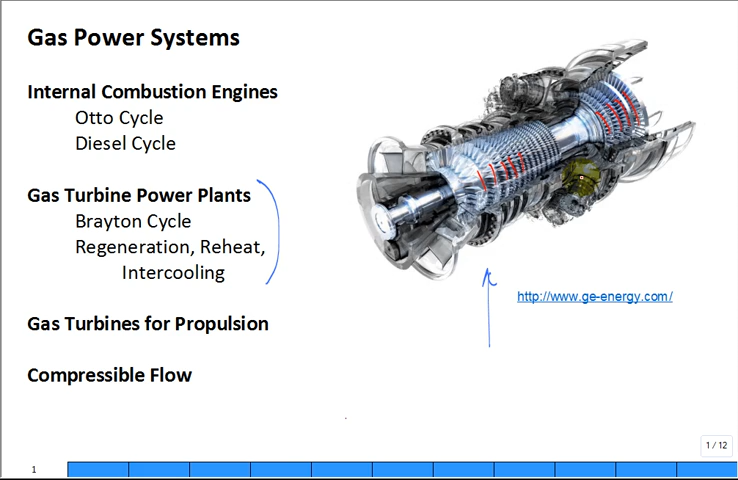 Gas Power Systems
Internal Combustion Engines
Otto Cycle
Diesel Cycle
Gas Turbine Power Plants
Brayton Cycle
Regeneration, Reheat,
Intercooling
http://www.ge-energy.com/
Gas Turbines for Propulsion
Compressible Flow
1 / 12
1